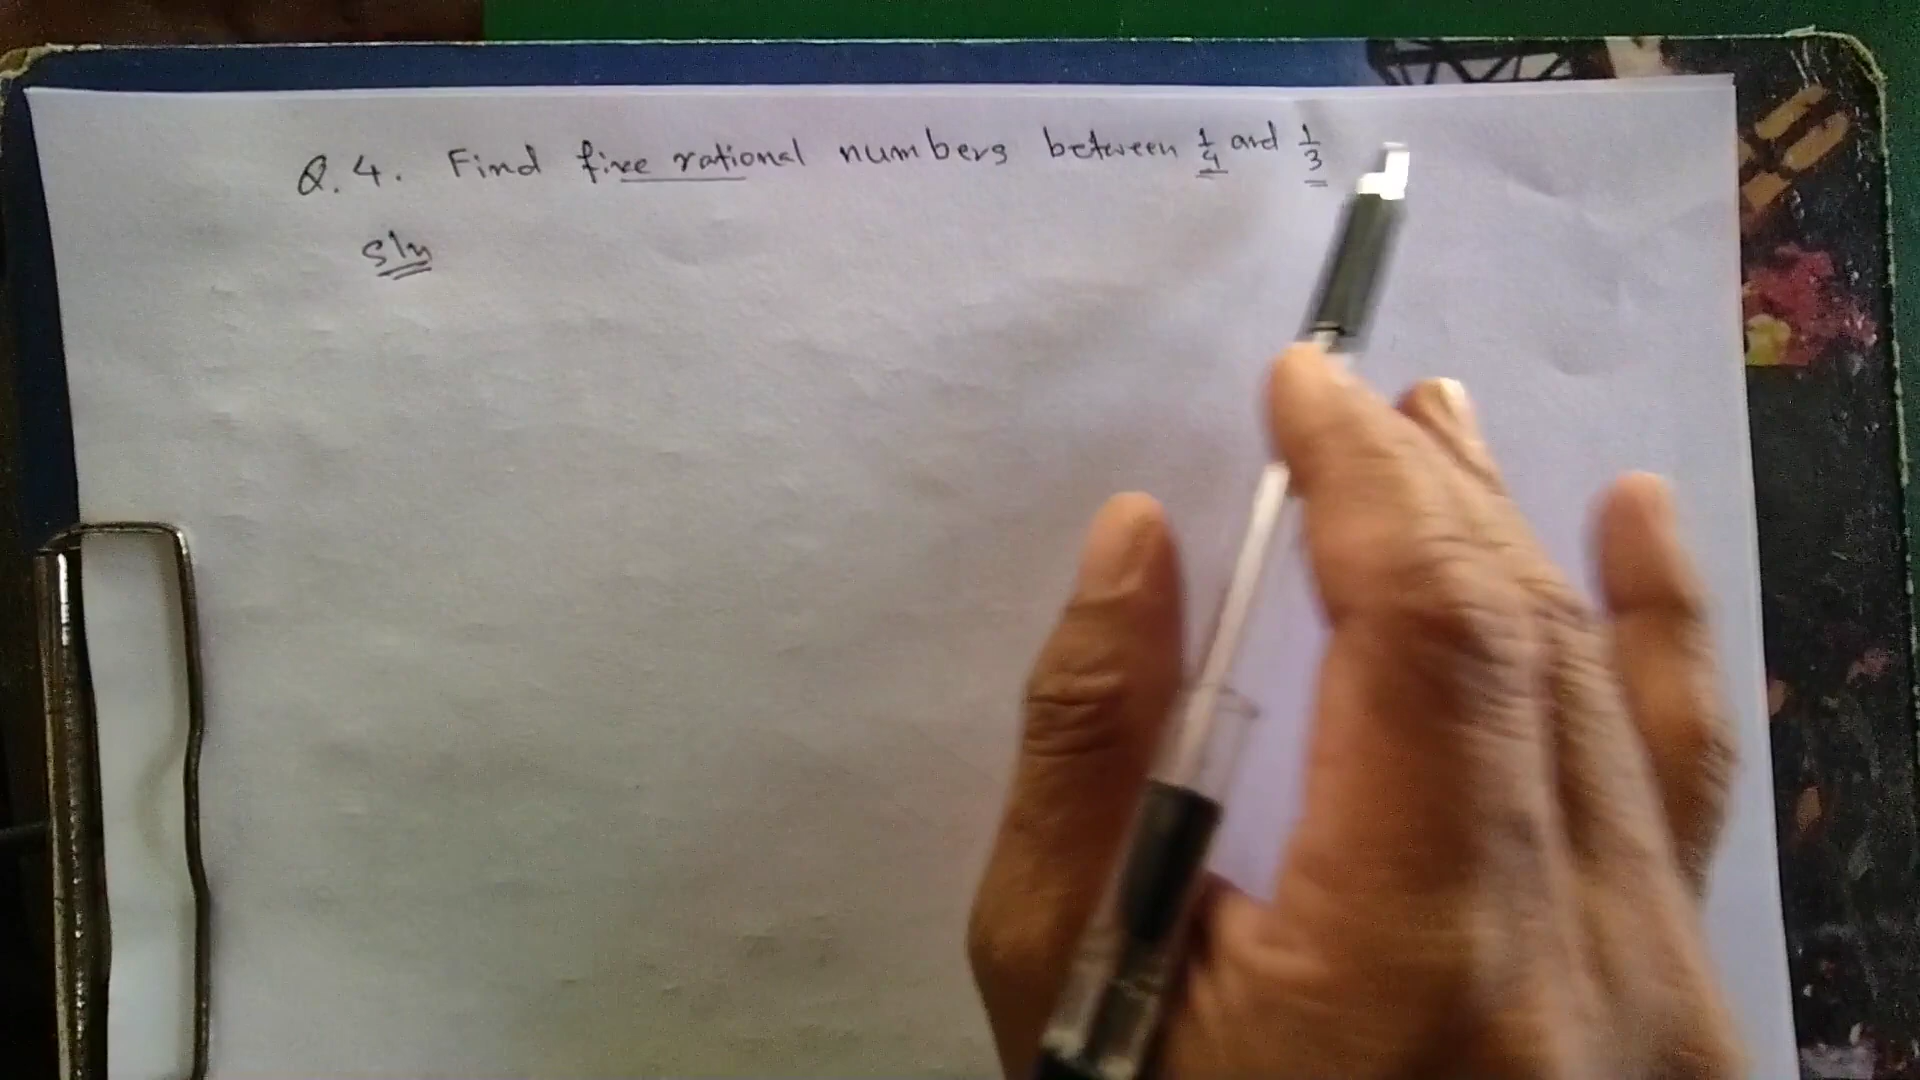 Q.4. Find five rational numbers between 1/4 and 1/3
Sln